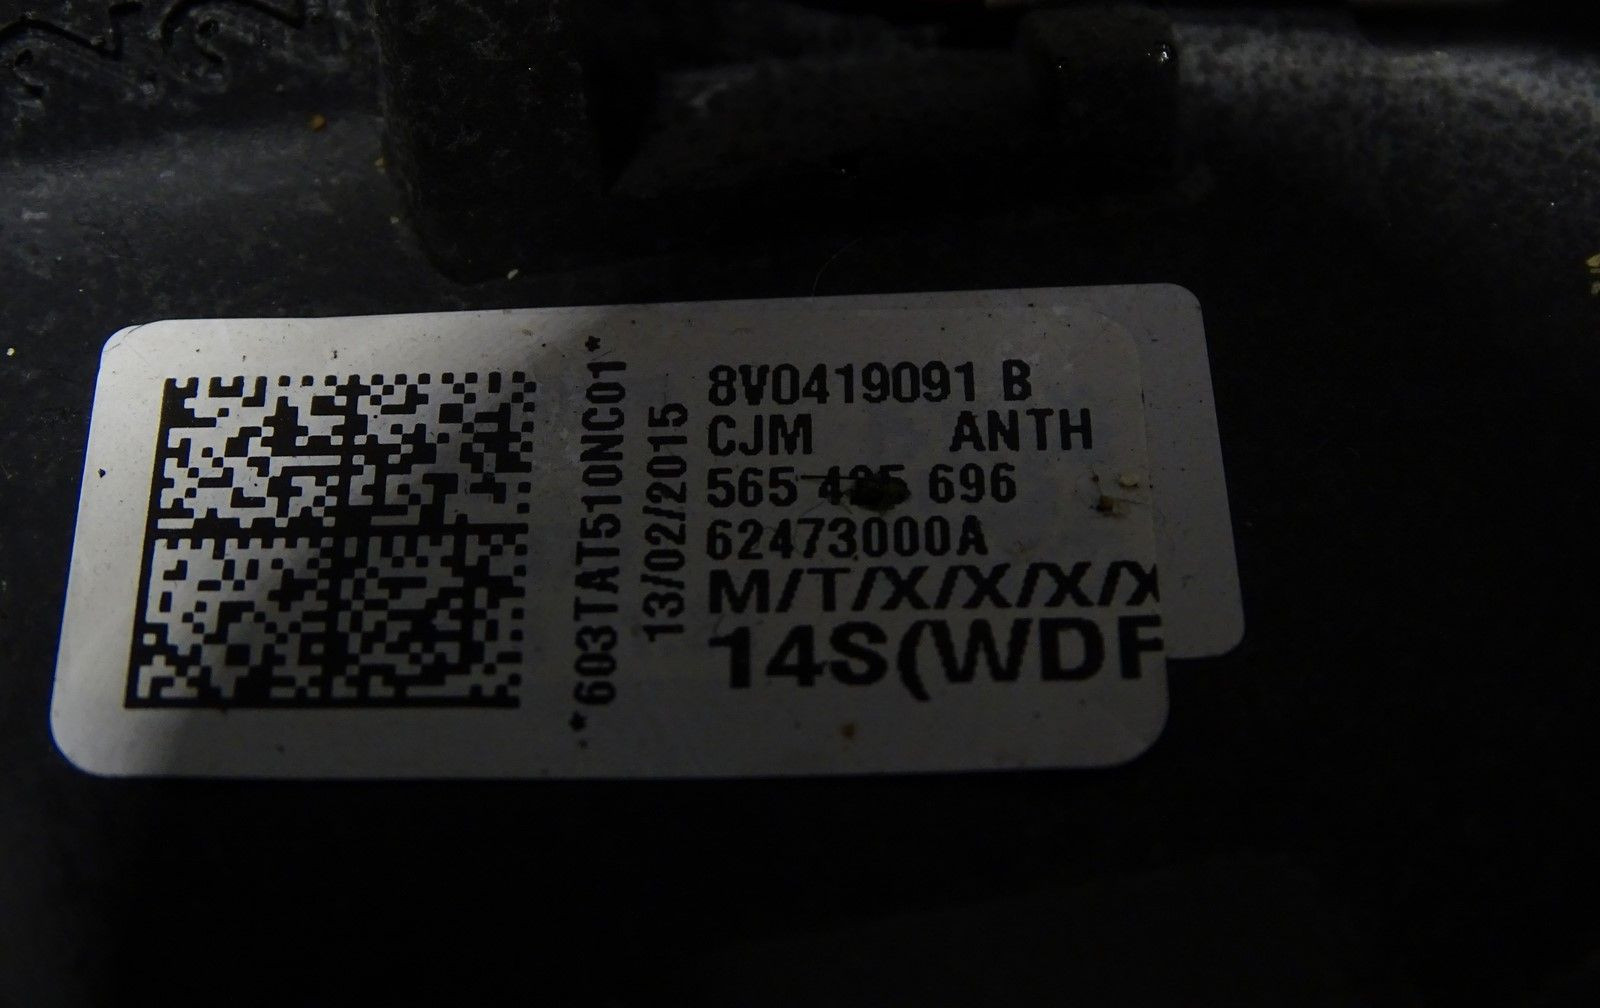 *603TAT510NC01*
13/02/2015
8V0419091 B
CJM ANTH
565 696
62473000A
M/T/X/X/X/X
14S(WDF